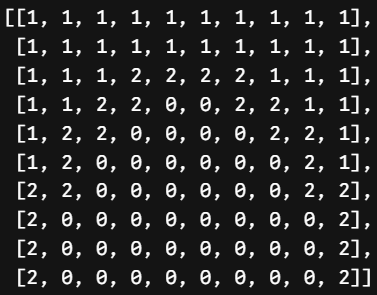 [[1, 1, 1, 1, 1, 1, 1, 1, 1, 1],
[1, 1, 1, 1, 1, 1, 1, 1, 1, 1],
[1, 1, 1, 2, 2, 2, 2, 1, 1, 1],
[1, 1, 2, 2, 0, 0, 2, 2, 1, 1],
[1, 2, 2, 0, 0, 0, 0, 2, 2, 1],
[1, 2, 0, 0, 0, 0, 0, 0, 2, 1],
[2, 2, 0, 0, 0, 0, 0, 0, 2, 2],
[2, 0, 0, 0, 0, 0, 0, 0, 0, 2],
[2, 0, 0, 0, 0, 0, 0, 0, 0, 2],
[2, 0, 0, 0, 0, 0, 0, 0, 0, 2]]